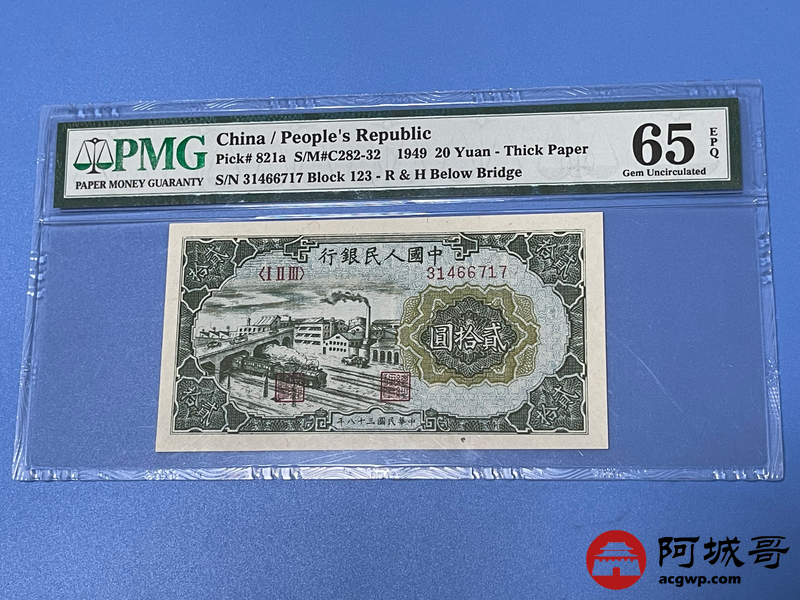 PMG
PAPER MONEY GUARANTY
China / People's Republic
Pick# 821a S/M#C282-32 1949 20 Yuan - Thick Paper
S/N 31466717 Block 123 - R & H Below Bridge
65 EPQ
Gem Uncirculated
行銀民人國中
〈I II III〉 31466717
圓拾貳
年八十三國民華中
阿城哥
acgwp.com